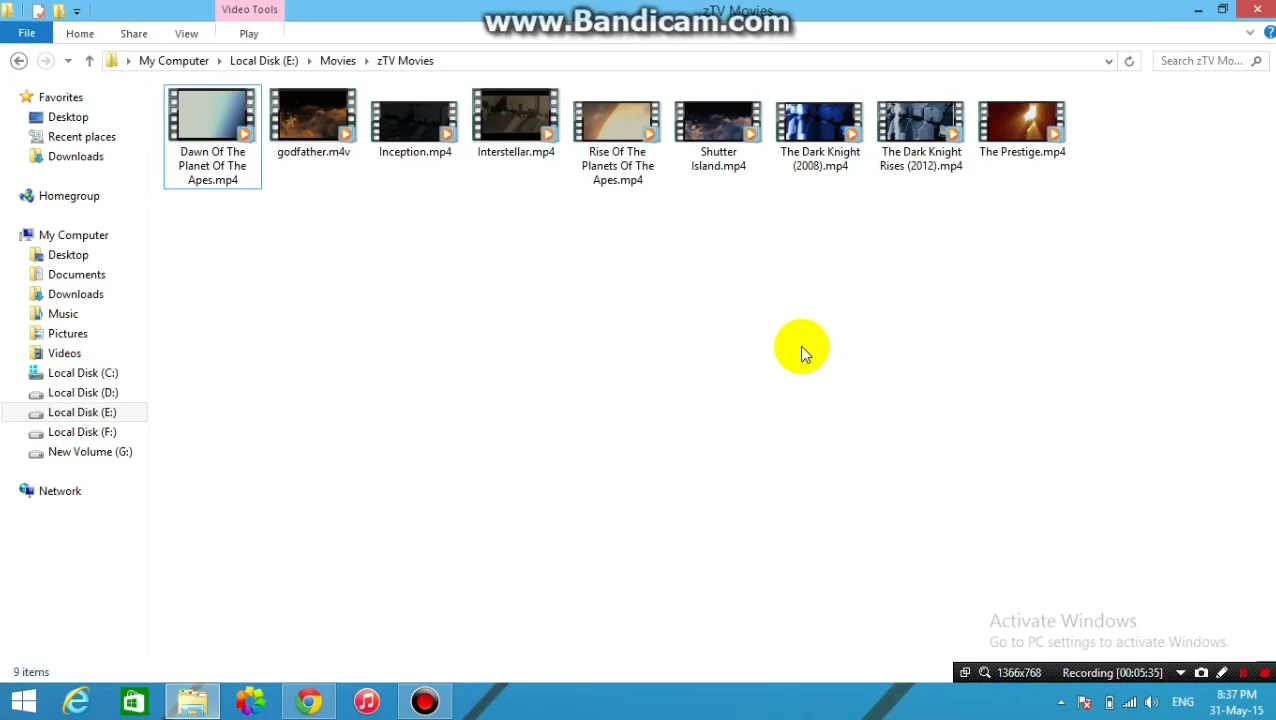 Video Tools
zTV Movies
www.Bandicam.com
File
Home
Share
View
Play
My Computer
Local Disk (E:)
Movies
zTV Movies
Search zTV Mo...
Favorites
Desktop
Recent places
Downloads
Homegroup
My Computer
Desktop
Documents
Downloads
Music
Pictures
Videos
Local Disk (C:)
Local Disk (D:)
Local Disk (E:)
Local Disk (F:)
New Volume (G:)
Network
Dawn Of The
Planet Of The
Apes.mp4
godfather.m4v
Inception.mp4
Interstellar.mp4
Rise Of The
Planets Of The
Apes.mp4
Shutter
Island.mp4
The Dark Knight
(2008).mp4
The Dark Knight
Rises (2012).mp4
The Prestige.mp4
Activate Windows
Go to PC settings to activate Windows.
9 items
1366x768
Recording [00:05:35]
ENG
8:37 PM
31-May-15